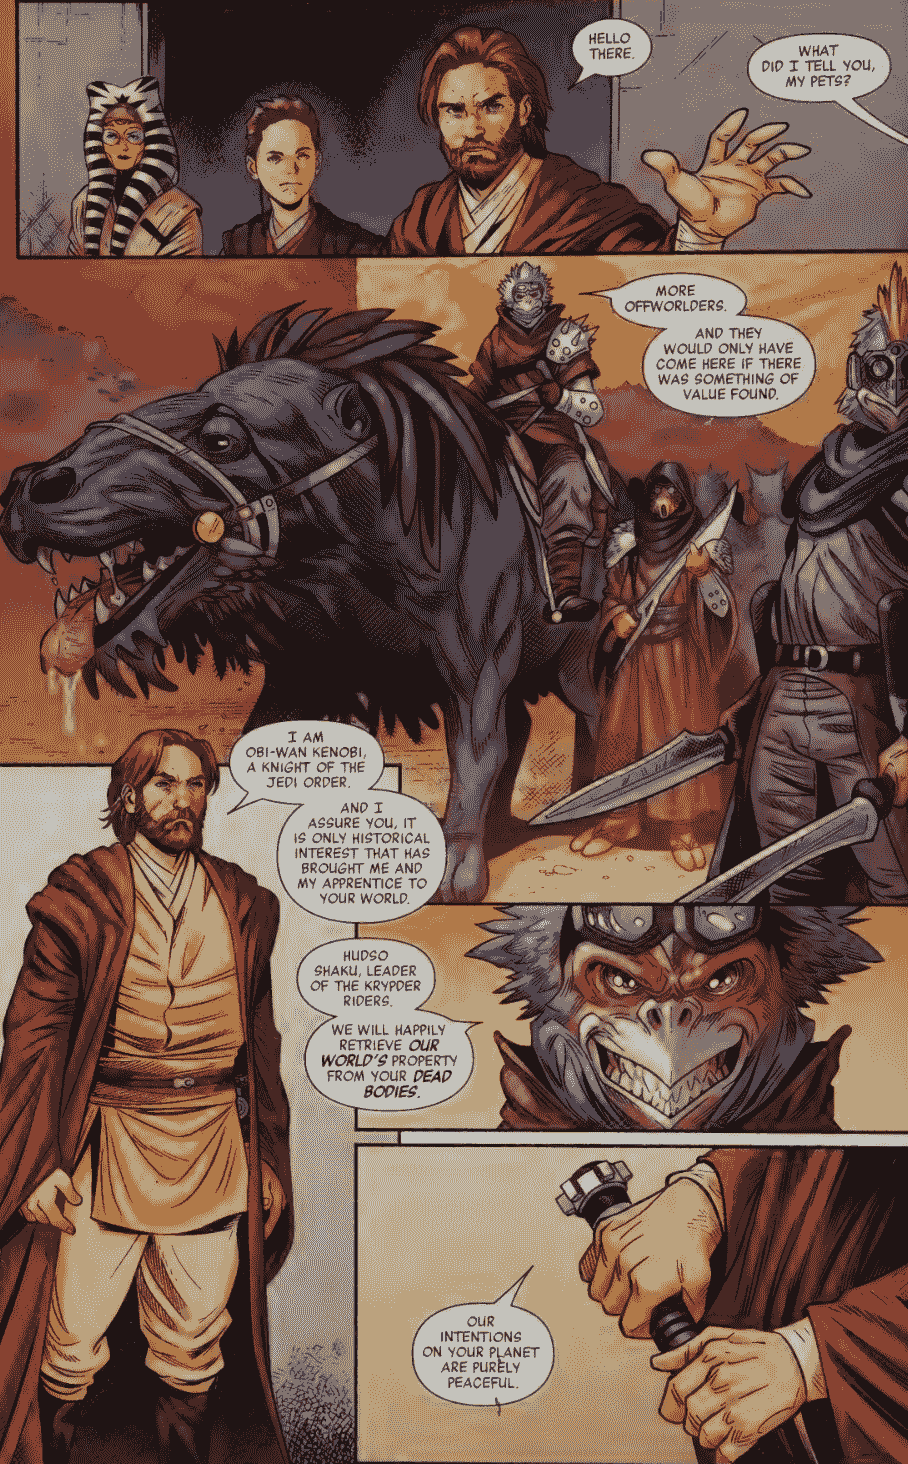 HELLO
THERE.
WHAT
DID I TELL YOU,
MY PETS?
MORE
OFFWORLDERS.
AND THEY
WOULD ONLY HAVE
COME HERE IF THERE
WAS SOMETHING OF
VALUE FOUND.
I AM
OBI-WAN KENOBI,
A KNIGHT OF THE
JEDI ORDER.
AND I
ASSURE YOU, IT
IS ONLY HISTORICAL
INTEREST THAT HAS
BROUGHT ME AND
MY APPRENTICE TO
YOUR WORLD.
HUDSO
SHAKU, LEADER
OF THE KRYPDER
RIDERS.
WE WILL HAPPILY
RETRIEVE OUR
WORLD'S PROPERTY
FROM YOUR DEAD
BODIES.
OUR
INTENTIONS
ON YOUR PLANET
ARE PURELY
PEACEFUL.